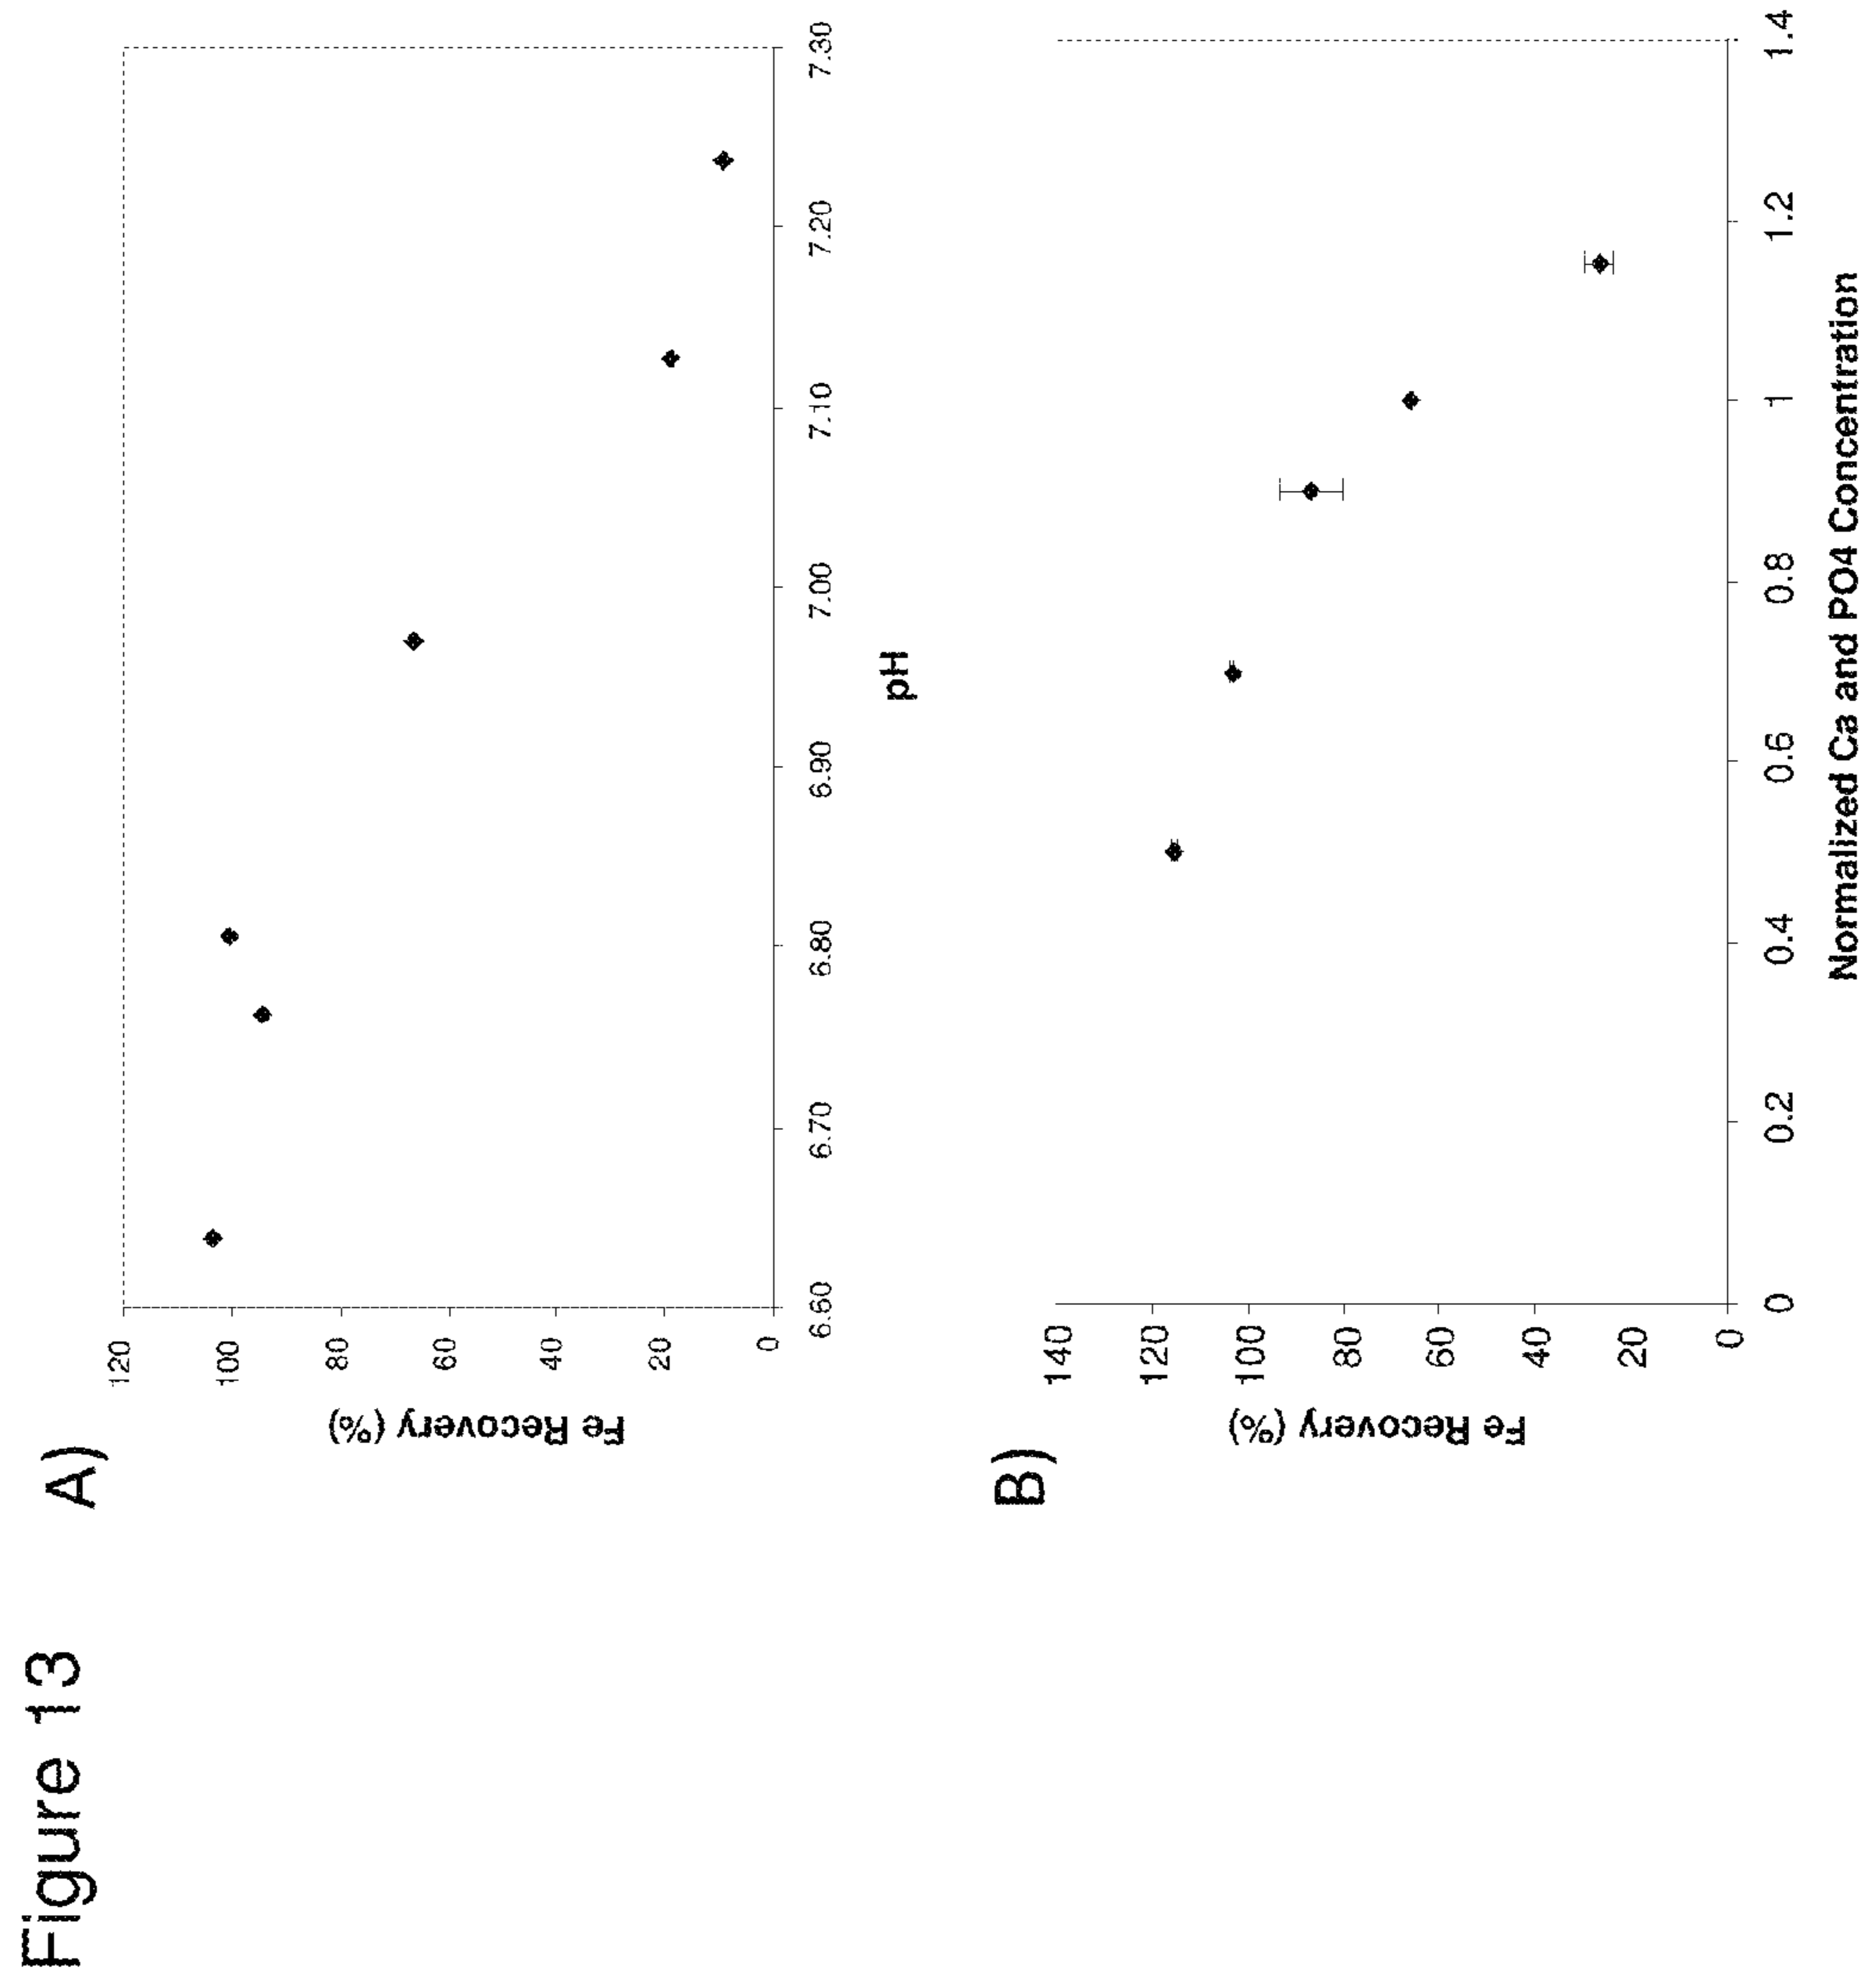 Figure 13
A)
Fe Recovery (%)
120
100
80
60
40
20
0
6.60 6.70 6.80 6.90 7.00 7.10 7.20 7.30
pH
B)
Fe Recovery (%)
140
120
100
80
60
40
20
0
0 0.2 0.4 0.6 0.8 1 1.2 1.4
Normalized Ca and PO4 Concentration